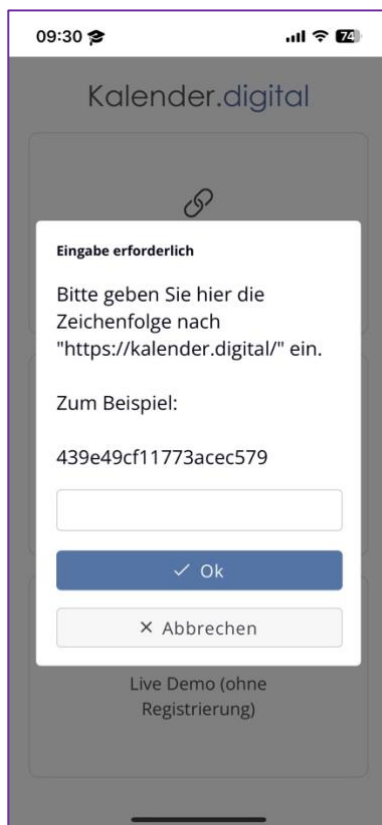 09:30
74
Kalender.digital
Eingabe erforderlich
Bitte geben Sie hier die
Zeichenfolge nach
"https://kalender.digital/" ein.
Zum Beispiel:
439e49cf11773acec579
Ok
Abbrechen
Live Demo (ohne
Registrierung)